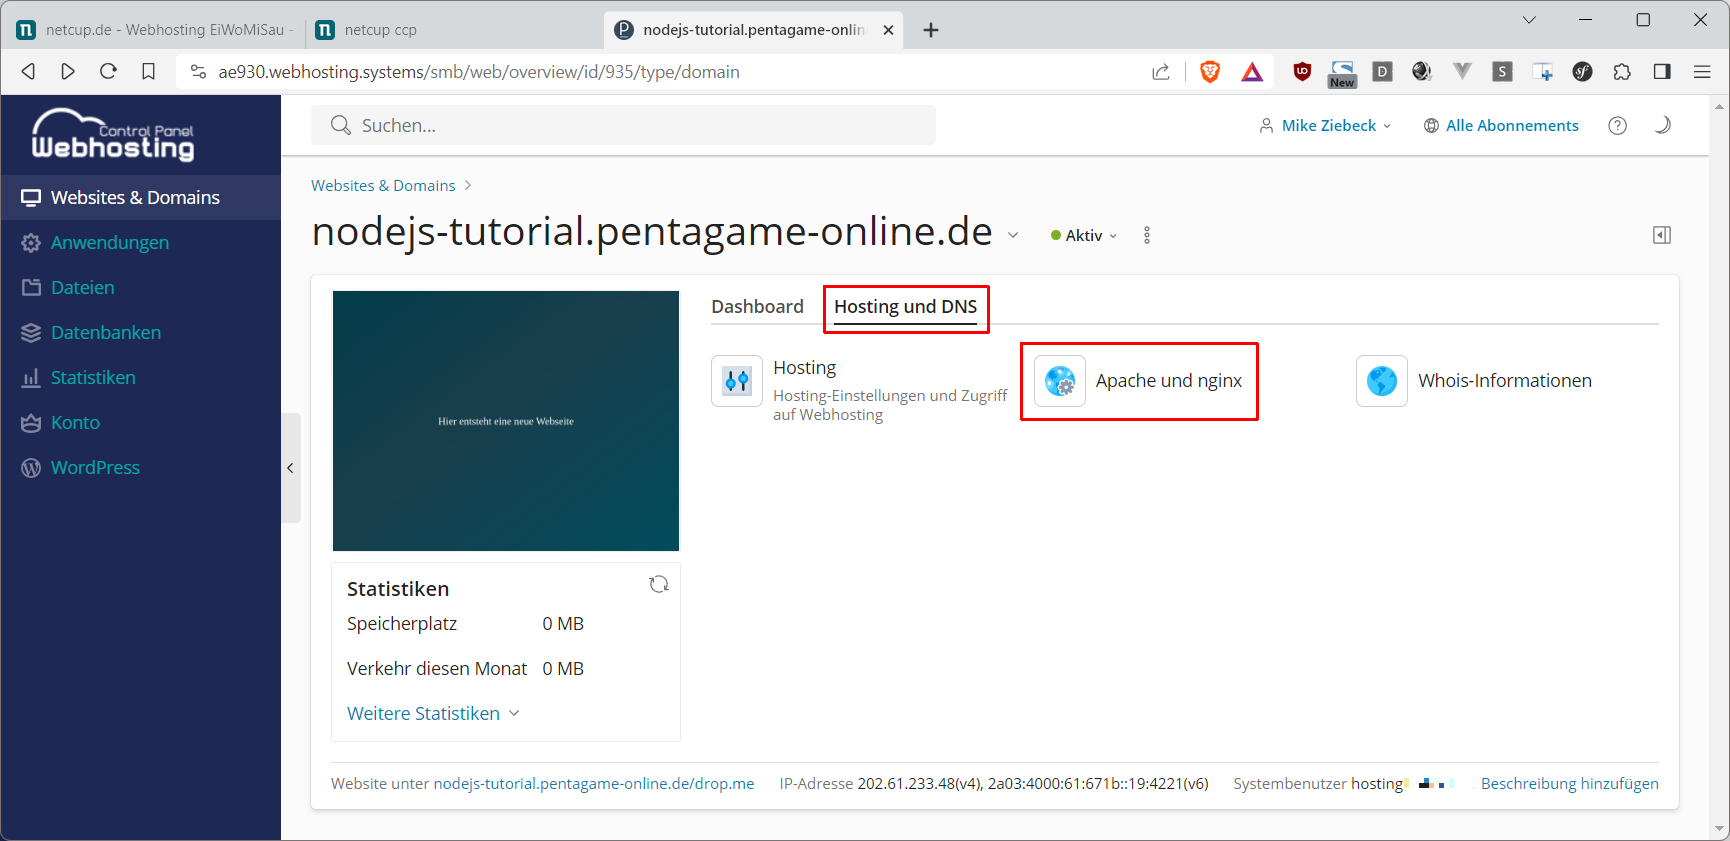 netcup.de - Webhosting EiWoMiSau -
netcup ccp
nodejs-tutorial.pentagame-onlin
ae930.webhosting.systems/smb/web/overview/id/935/type/domain
New
D
S
sf
Control Panel
Webhosting
Suchen...
Mike Ziebeck
Alle Abonnements
Websites & Domains
Anwendungen
Dateien
Datenbanken
Statistiken
Konto
WordPress
Websites & Domains
nodejs-tutorial.pentagame-online.de
Aktiv
Hier entsteht eine neue Webseite
Dashboard
Hosting und DNS
Hosting
Hosting-Einstellungen und Zugriff
auf Webhosting
Apache und nginx
Whois-Informationen
Statistiken
Speicherplatz 0 MB
Verkehr diesen Monat 0 MB
Weitere Statistiken
Website unter nodejs-tutorial.pentagame-online.de/drop.me IP-Adresse 202.61.233.48(v4), 2a03:4000:61:671b::19:4221(v6) Systembenutzer hosting Beschreibung hinzufügen